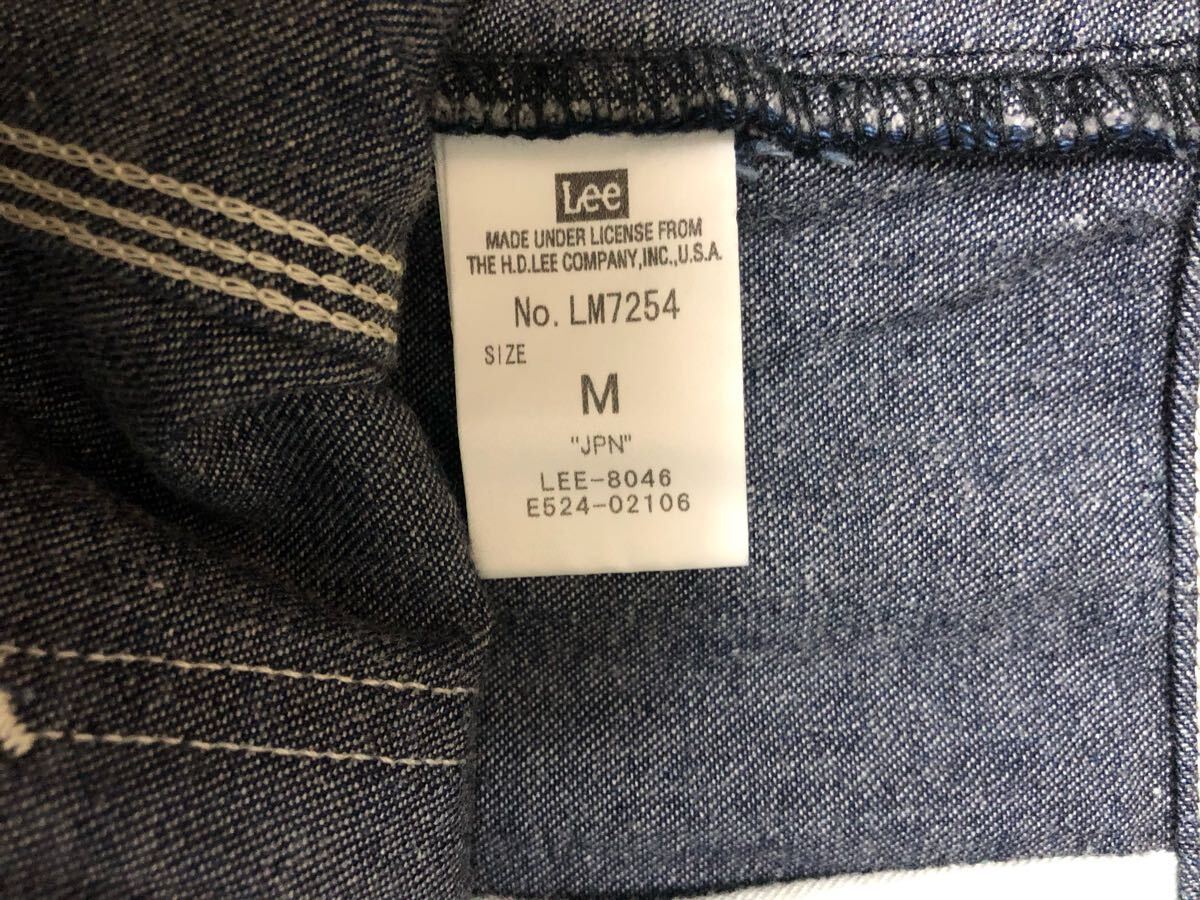 Lee
MADE UNDER LICENSE FROM
THE H.D.LEE COMPANY,INC.,U.S.A.
No. LM7254
SIZE
M
"JPN"
LEE-8046
E524-02106